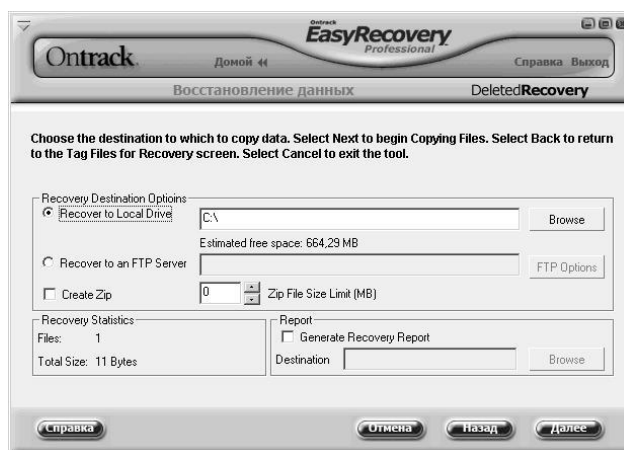 Ontrack
EasyRecovery
Professional
Ontrack
Домой
Справка Выход
Восстановление данных
DeletedRecovery
Choose the destination to which to copy data. Select Next to begin Copying Files. Select Back to return
to the Tag Files for Recovery screen. Select Cancel to exit the tool.
Recovery Destination Optioins
Recover to Local Drive
C:\
Browse
Estimated free space: 664,29 MB
Recover to an FTP Server
FTP Options
Create Zip
0
Zip File Size Limit (MB)
Recovery Statistics
Files: 1
Total Size: 11 Bytes
Report
Generate Recovery Report
Destination
Browse
Справка
Отмена
Назад
Далее